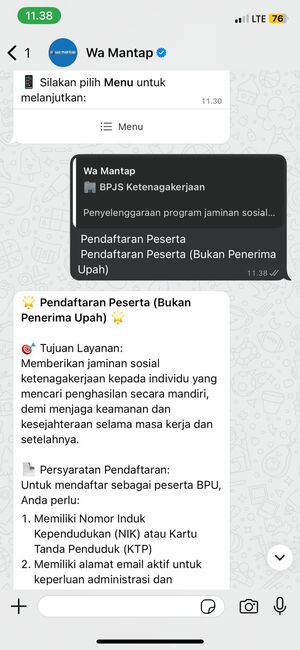 11.38
LTE 76
1
WA MANTAP
Wa Mantap
📱 Silakan pilih Menu untuk
melanjutkan:
11.30
Menu
Wa Mantap
🏢 BPJS Ketenagakerjaan
Penyelenggaraan program jaminan sosial...
Pendaftaran Peserta
Pendaftaran Peserta (Bukan Penerima
Upah)
11.38
🌟 Pendaftaran Peserta (Bukan
Penerima Upah) 🌟
🎯 Tujuan Layanan:
Memberikan jaminan sosial
ketenagakerjaan kepada individu yang
mencari penghasilan secara mandiri,
demi menjaga keamanan dan
kesejahteraan selama masa kerja dan
setelahnya.
Persyaratan Pendaftaran:
Untuk mendaftar sebagai peserta BPU,
Anda perlu:
1. Memiliki Nomor Induk
Kependudukan (NIK) atau Kartu
Tanda Penduduk (KTP)
2. Memiliki alamat email aktif untuk
keperluan administrasi dan